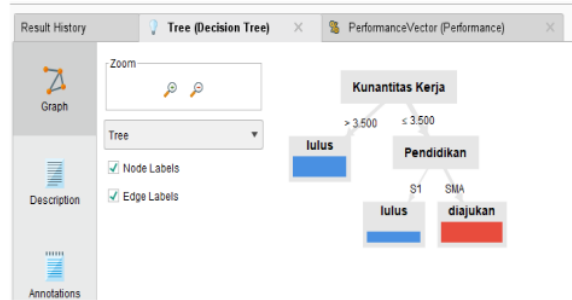 Result History
Tree (Decision Tree)
PerformanceVector (Performance)
Graph
Description
Annotations
Zoom
Tree
Node Labels
Edge Labels
Kunantitas Kerja
> 3.500
≤ 3.500
lulus
Pendidikan
S1
SMA
lulus
diajukan